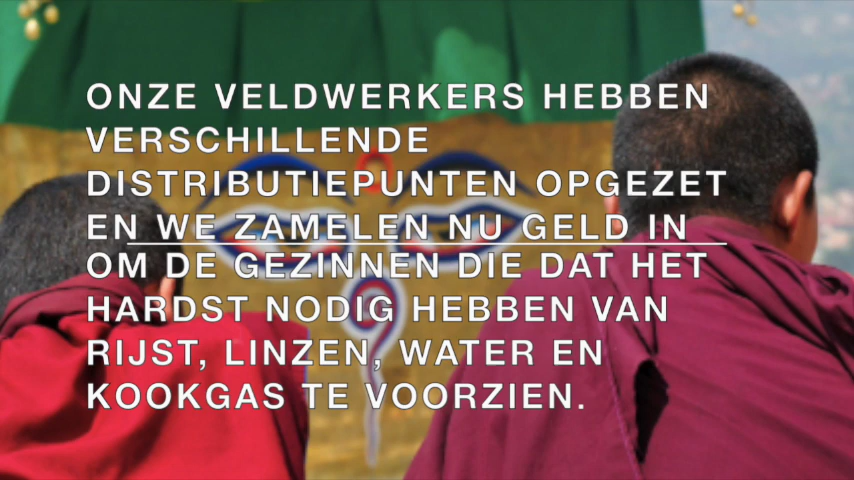 ONZE VELDWERKERS HEBBEN
VERSCHILLENDE
DISTRIBUTIEPUNTEN OPGEZET
EN WE ZAMELEN NU GELD IN
OM DE GEZINNEN DIE DAT HET
HARDST NODIG HEBBEN VAN
RIJST, LINZEN, WATER EN
KOOKGAS TE VOORZIEN.